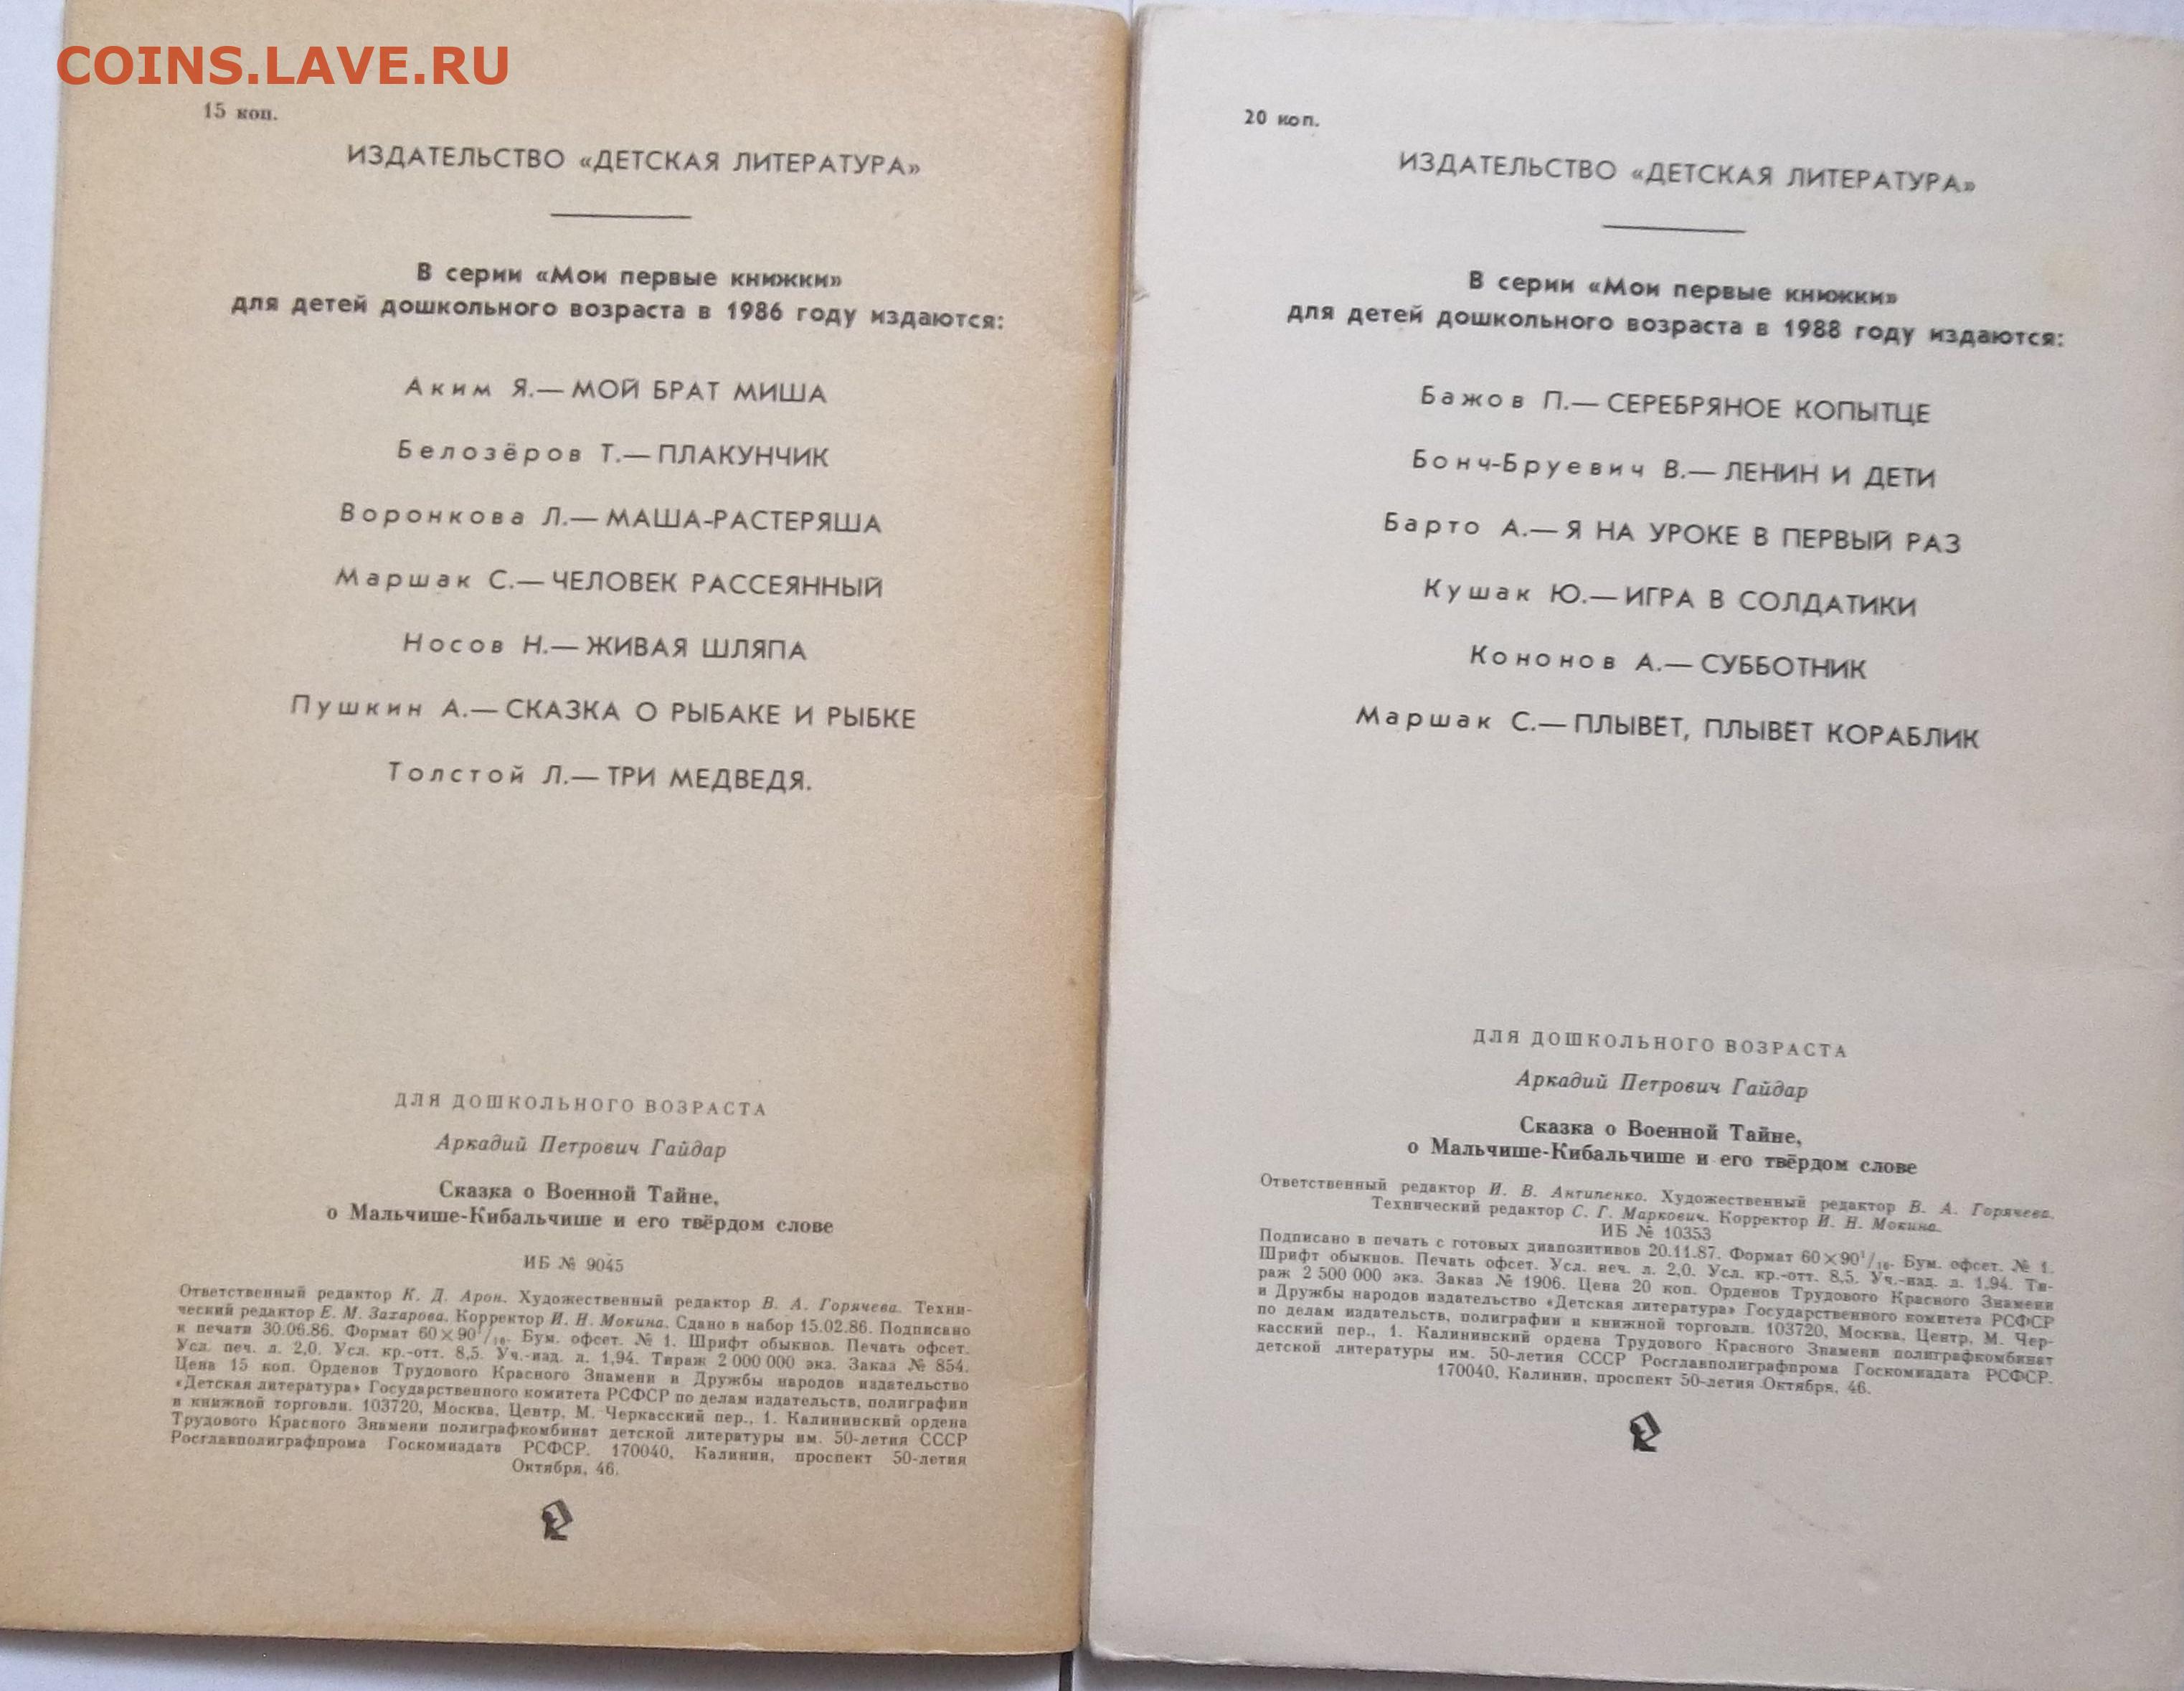 COINS.LAVE.RU
15 коп.
ИЗДАТЕЛЬСТВО «ДЕТСКАЯ ЛИТЕРАТУРА»
В серии «Мои первые книжки»
для детей дошкольного возраста в 1986 году издаются:
Аким Я.— МОЙ БРАТ МИША
Белозёров Т.— ПЛАКУНЧИК
Воронкова Л.— МАША-РАСТЕРЯША
Маршак С.— ЧЕЛОВЕК РАССЕЯННЫЙ
Носов Н.— ЖИВАЯ ШЛЯПА
Пушкин А.— СКАЗКА О РЫБАКЕ И РЫБКЕ
Толстой Л.— ТРИ МЕДВЕДЯ.
ДЛЯ ДОШКОЛЬНОГО ВОЗРАСТА
Аркадий Петрович Гайдар
Сказка о Военной Тайне,
о Мальчише-Кибальчише и его твёрдом слове
ИБ № 9045
Ответственный редактор К. Д. Арон. Художественный редактор В. А. Горячева. Техни-
ческий редактор Е. М. Захарова. Корректор И. Н. Мокина. Сдано в набор 15.02.86. Подписано
к печати 30.06.86. Формат 60×90¹/₁₆. Бум. офсет. № 1. Шрифт обыкнов. Печать офсет.
Усл. печ. л. 2,0. Усл. кр.-отт. 8,5. Уч.-изд. л. 1,94. Тираж 2 000 000 экз. Заказ № 854.
Цена 15 коп. Орденов Трудового Красного Знамени и Дружбы народов издательство
«Детская литература» Государственного комитета РСФСР по делам издательств, полиграфии
и книжной торговли. 103720, Москва, Центр, М. Черкасский пер., 1. Калининский ордена
Трудового Красного Знамени полиграфкомбинат детской литературы им. 50-летия СССР
Росглавполиграфпрома Госкомиздата РСФСР. 170040, Калинин, проспект 50-летия
Октября, 46.
20 коп.
ИЗДАТЕЛЬСТВО «ДЕТСКАЯ ЛИТЕРАТУРА»
В серии «Мои первые книжки»
для детей дошкольного возраста в 1988 году издаются:
Бажов П.— СЕРЕБРЯНОЕ КОПЫТЦЕ
Бонч-Бруевич В.— ЛЕНИН И ДЕТИ
Барто А.— Я НА УРОКЕ В ПЕРВЫЙ РАЗ
Кушак Ю.— ИГРА В СОЛДАТИКИ
Кононов А.— СУББОТНИК
Маршак С.— ПЛЫВЁТ, ПЛЫВЁТ КОРАБЛИК
ДЛЯ ДОШКОЛЬНОГО ВОЗРАСТА
Аркадий Петрович Гайдар
Сказка о Военной Тайне,
о Мальчише-Кибальчише и его твёрдом слове
Ответственный редактор И. В. Антипенко. Художественный редактор В. А. Горячева.
Технический редактор С. Г. Маркович. Корректор И. Н. Мокина.
ИБ № 10353
Подписано в печать с готовых диапозитивов 20.11.87. Формат 60×90¹/₁₆. Бум. офсет. № 1.
Шрифт обыкнов. Печать офсет. Усл. печ. л. 2,0. Усл. кр.-отт. 8,5. Уч.-изд. л. 1,94. Ти-
раж 2 500 000 экз. Заказ № 1906. Цена 20 коп. Орденов Трудового Красного Знамени
и Дружбы народов издательство «Детская литература» Государственного комитета РСФСР
по делам издательств, полиграфии и книжной торговли. 103720, Москва, Центр, М. Чер-
касский пер., 1. Калининский ордена Трудового Красного Знамени полиграфкомбинат
детской литературы им. 50-летия СССР Росглавполиграфпрома Госкомиздата РСФСР.
170040, Калинин, проспект 50-летия Октября, 46.